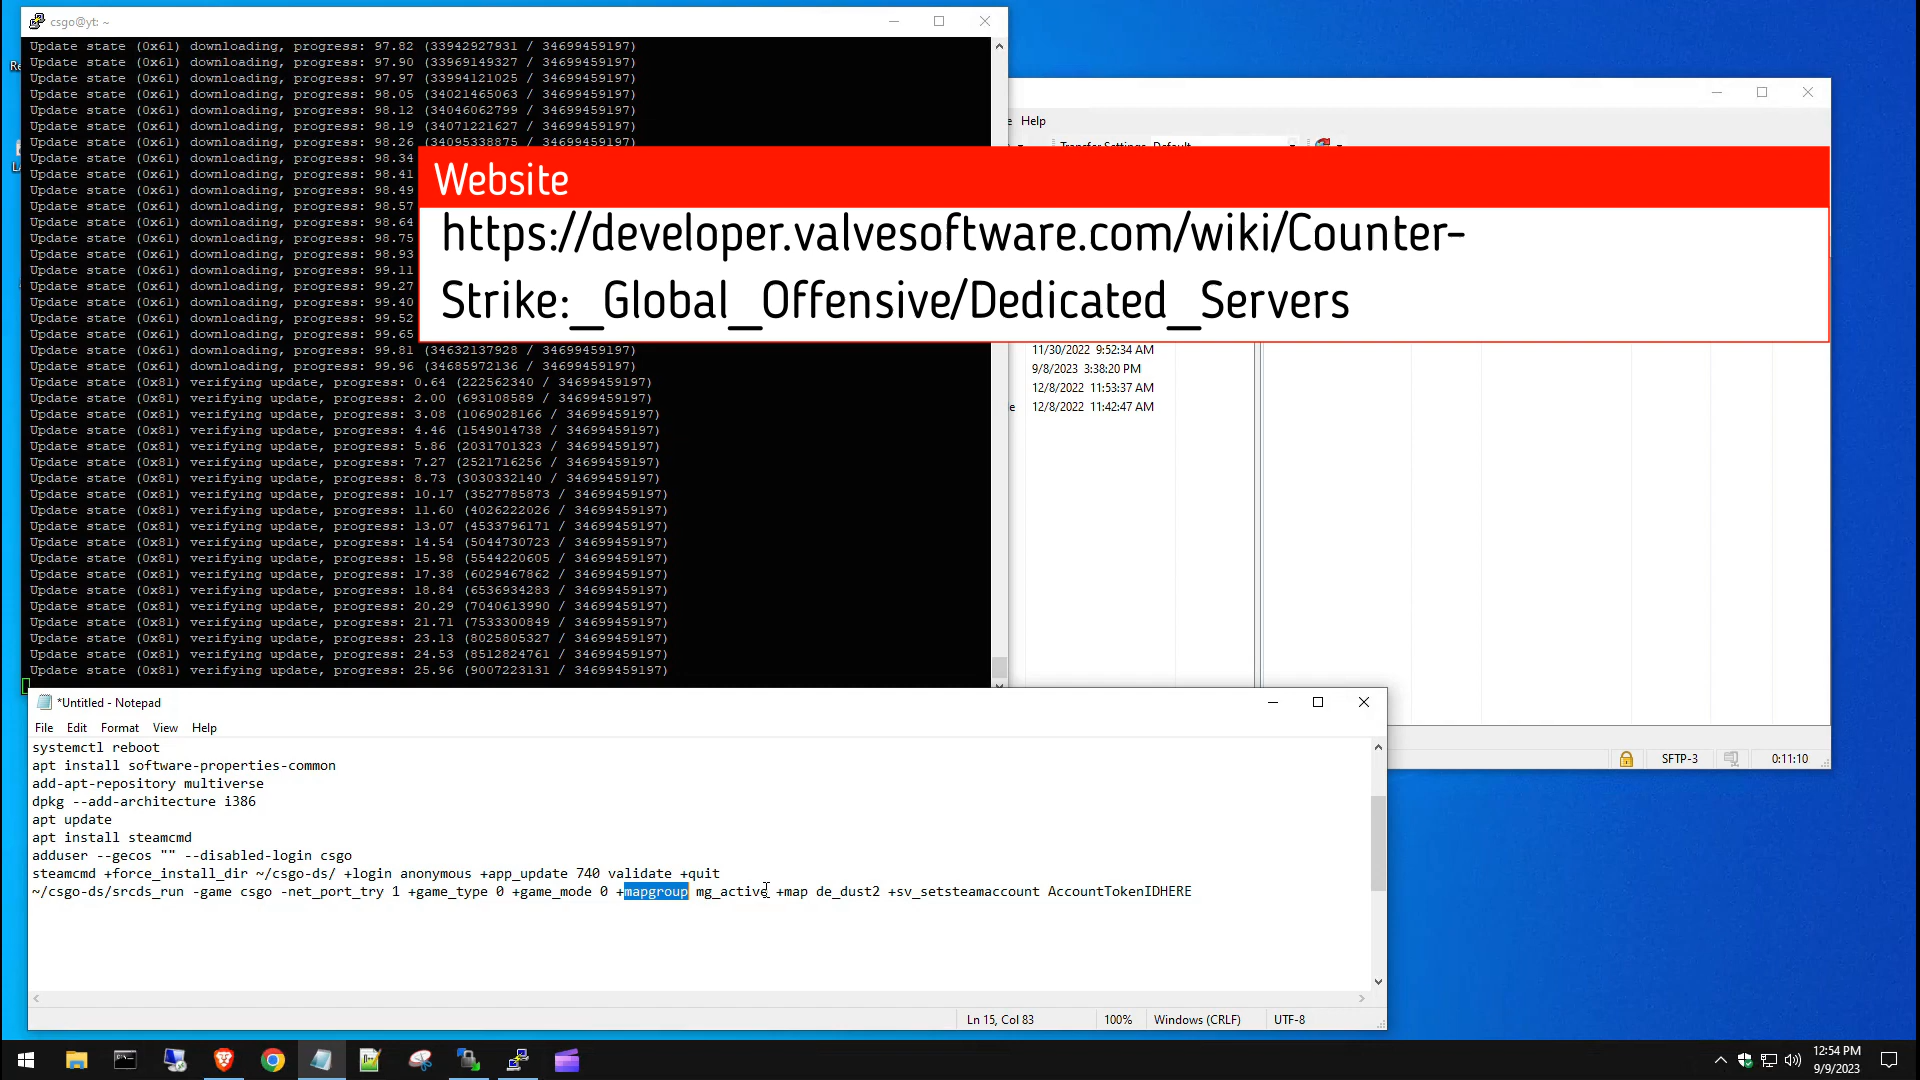 csgo@yt: ~
Update state (0x61) downloading, progress: 97.82 (33942927931 / 34699459197)
Update state (0x61) downloading, progress: 97.90 (33969149327 / 34699459197)
Update state (0x61) downloading, progress: 97.97 (33994121025 / 34699459197)
Update state (0x61) downloading, progress: 98.05 (34021465063 / 34699459197)
Update state (0x61) downloading, progress: 98.12 (34046062799 / 34699459197)
Update state (0x61) downloading, progress: 98.19 (34071221627 / 34699459197)
Update state (0x61) downloading, progress: 98.26 (34095338875 / 34699459197)
Update state (0x61) downloading, progress: 98.34
Update state (0x61) downloading, progress: 98.41
Update state (0x61) downloading, progress: 98.49
Update state (0x61) downloading, progress: 98.57
Update state (0x61) downloading, progress: 98.64
Update state (0x61) downloading, progress: 98.75
Update state (0x61) downloading, progress: 98.93
Update state (0x61) downloading, progress: 99.11
Update state (0x61) downloading, progress: 99.27
Update state (0x61) downloading, progress: 99.40
Update state (0x61) downloading, progress: 99.52
Update state (0x61) downloading, progress: 99.65
Update state (0x61) downloading, progress: 99.81 (34632137928 / 34699459197)
Update state (0x61) downloading, progress: 99.96 (34685972136 / 34699459197)
Update state (0x81) verifying update, progress: 0.64 (222562340 / 34699459197)
Update state (0x81) verifying update, progress: 2.00 (693108589 / 34699459197)
Update state (0x81) verifying update, progress: 3.08 (1069028166 / 34699459197)
Update state (0x81) verifying update, progress: 4.46 (1549014738 / 34699459197)
Update state (0x81) verifying update, progress: 5.86 (2031701323 / 34699459197)
Update state (0x81) verifying update, progress: 7.27 (2521716256 / 34699459197)
Update state (0x81) verifying update, progress: 8.73 (3030332140 / 34699459197)
Update state (0x81) verifying update, progress: 10.17 (3527785873 / 34699459197)
Update state (0x81) verifying update, progress: 11.60 (4026222026 / 34699459197)
Update state (0x81) verifying update, progress: 13.07 (4533796171 / 34699459197)
Update state (0x81) verifying update, progress: 14.54 (5044730723 / 34699459197)
Update state (0x81) verifying update, progress: 15.98 (5544220605 / 34699459197)
Update state (0x81) verifying update, progress: 17.38 (6029467862 / 34699459197)
Update state (0x81) verifying update, progress: 18.84 (6536934283 / 34699459197)
Update state (0x81) verifying update, progress: 20.29 (7040613990 / 34699459197)
Update state (0x81) verifying update, progress: 21.71 (7533300849 / 34699459197)
Update state (0x81) verifying update, progress: 23.13 (8025805327 / 34699459197)
Update state (0x81) verifying update, progress: 24.53 (8512824761 / 34699459197)
Update state (0x81) verifying update, progress: 25.96 (9007223131 / 34699459197)
Help
Transfer Settings Default
Website
https://developer.valvesoftware.com/wiki/Counter-
Strike:_Global_Offensive/Dedicated_Servers
11/30/2022 9:52:34 AM
9/8/2023 3:38:20 PM
12/8/2022 11:53:37 AM
12/8/2022 11:42:47 AM
SFTP-3
0:11:10
*Untitled - Notepad
File Edit Format View Help
systemctl reboot
apt install software-properties-common
add-apt-repository multiverse
dpkg --add-architecture i386
apt update
apt install steamcmd
adduser --gecos "" --disabled-login csgo
steamcmd +force_install_dir ~/csgo-ds/ +login anonymous +app_update 740 validate +quit
~/csgo-ds/srcds_run -game csgo -net_port_try 1 +game_type 0 +game_mode 0 +mapgroup mg_active +map de_dust2 +sv_setsteamaccount AccountTokenIDHERE
Ln 15, Col 83
100%
Windows (CRLF)
UTF-8
12:54 PM
9/9/2023